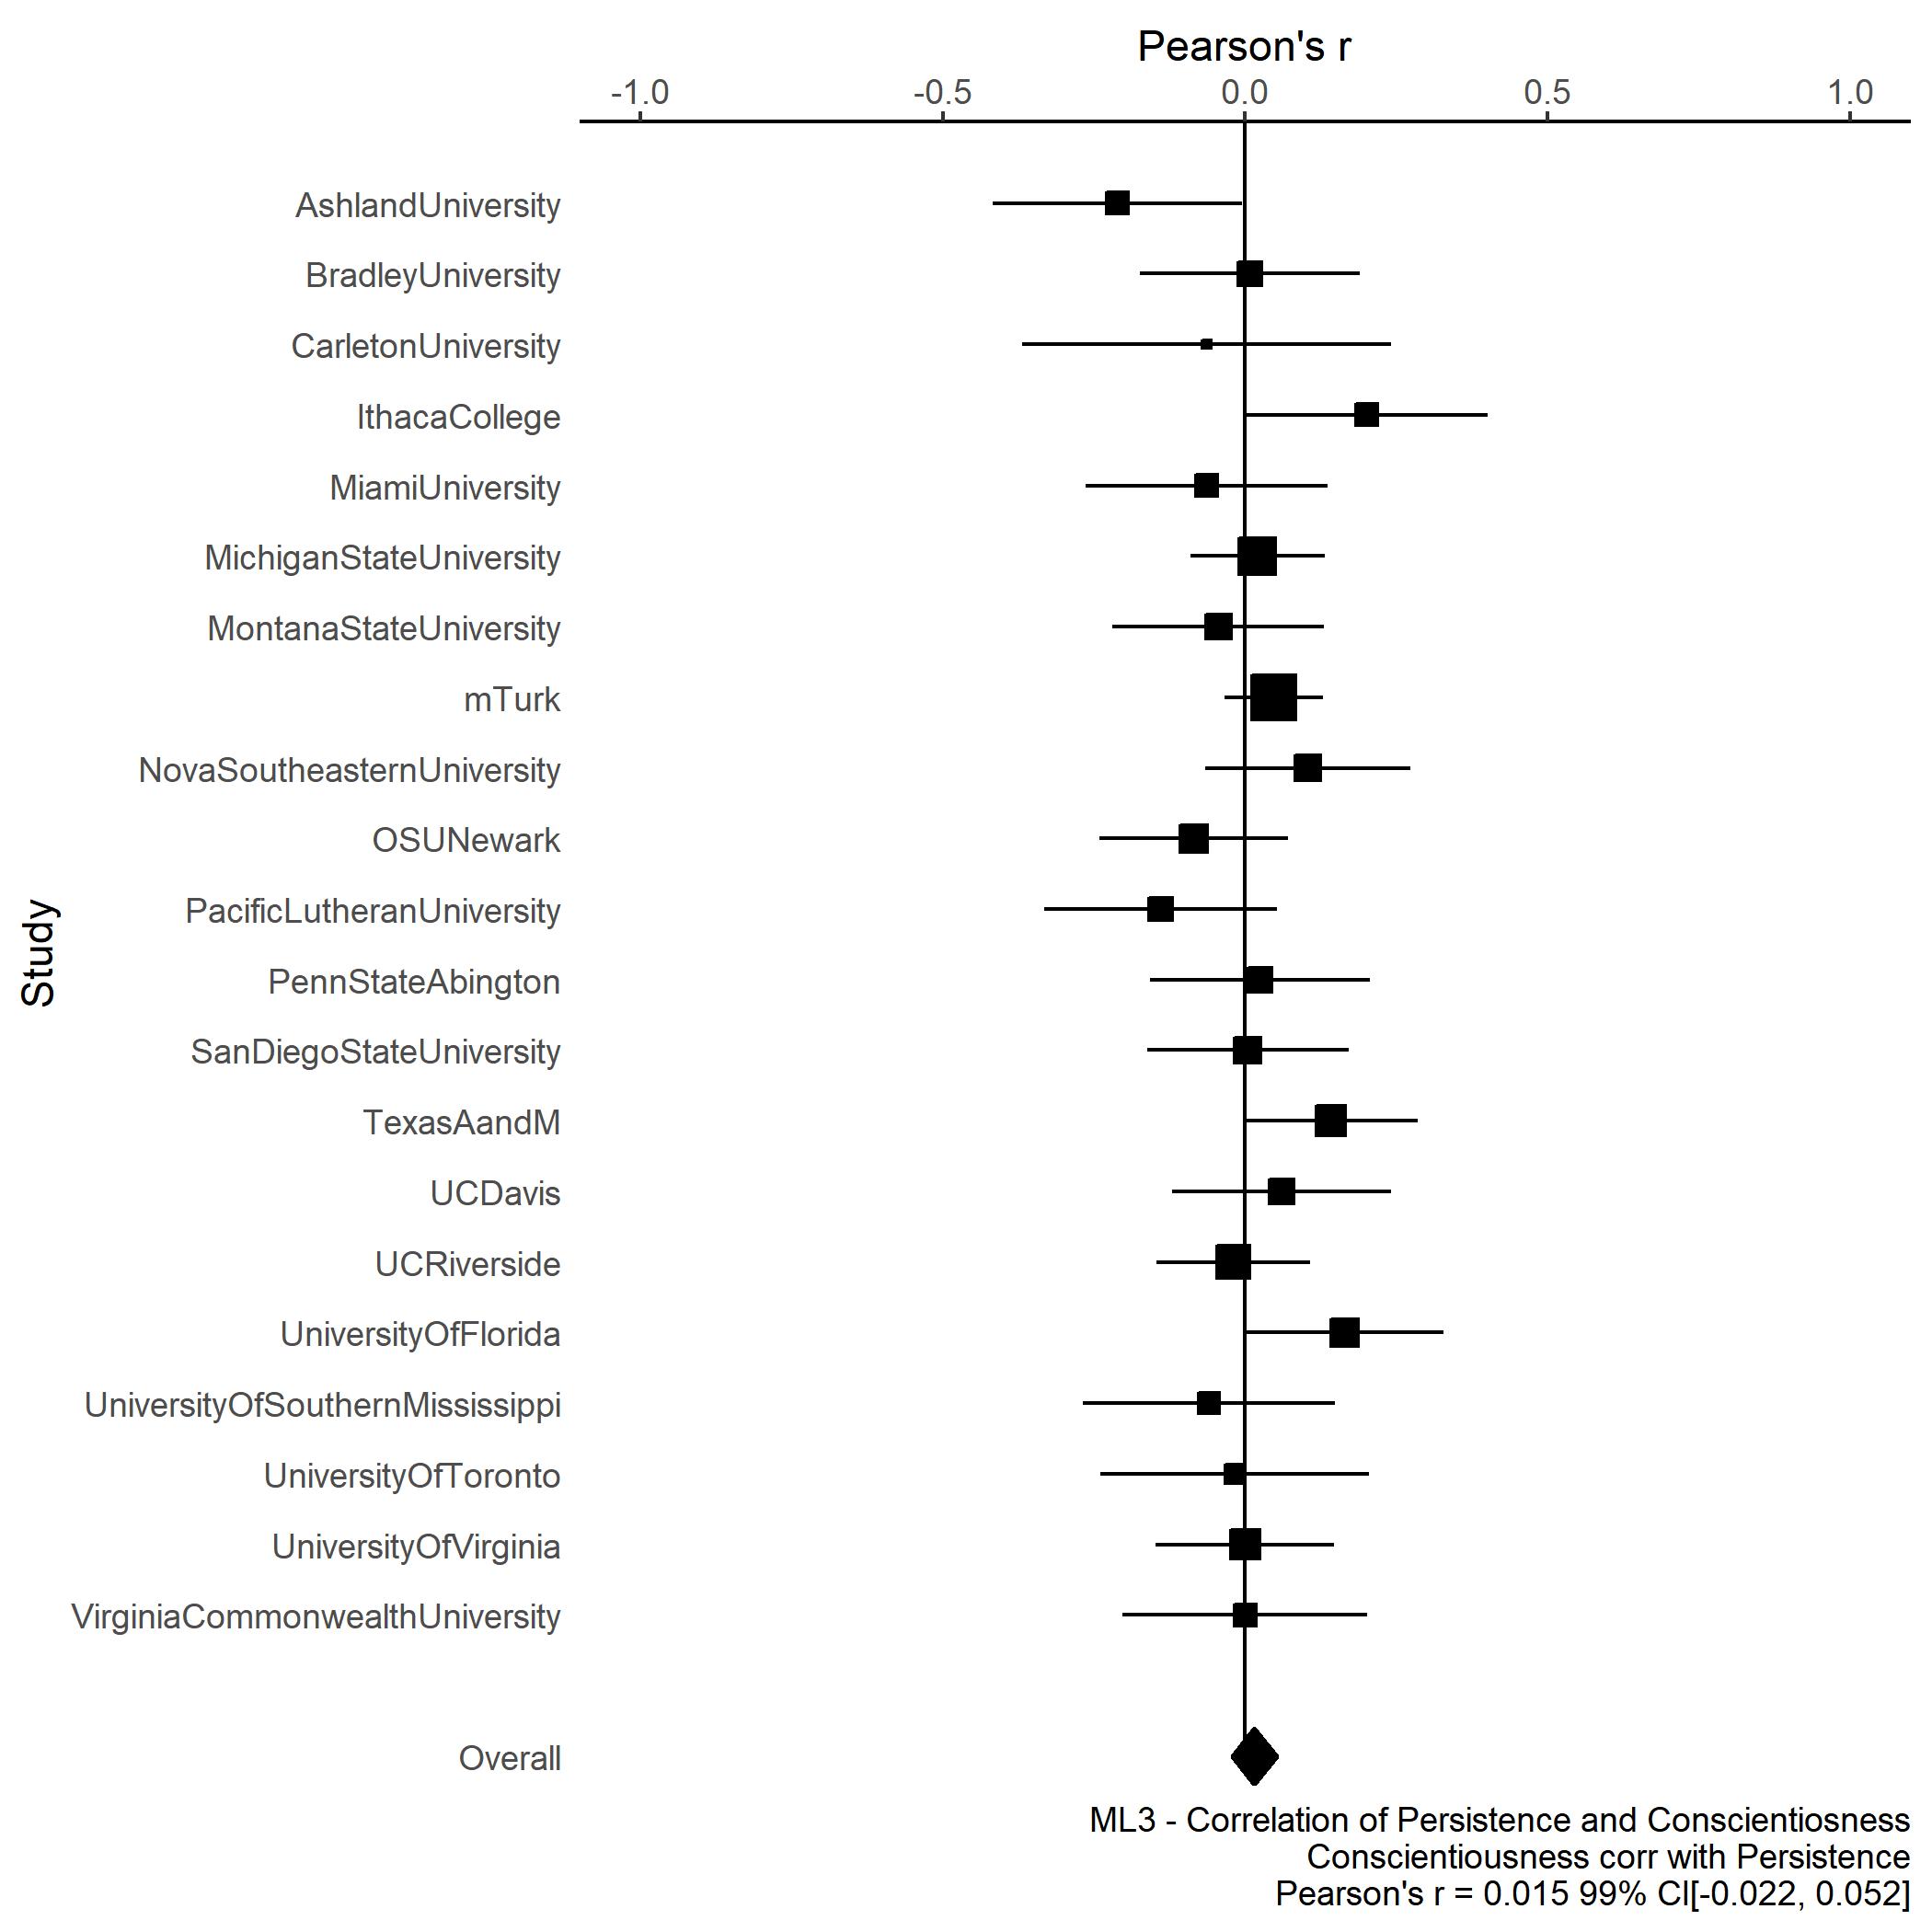 Pearson's r
-1.0 -0.5 0.0 0.5 1.0
AshlandUniversity
BradleyUniversity
CarletonUniversity
IthacaCollege
MiamiUniversity
MichiganStateUniversity
MontanaStateUniversity
mTurk
NovaSoutheasternUniversity
OSUNewark
PacificLutheranUniversity
PennStateAbington
SanDiegoStateUniversity
TexasAandM
UCDavis
UCRiverside
UniversityOfFlorida
UniversityOfSouthernMississippi
UniversityOfToronto
UniversityOfVirginia
VirginiaCommonwealthUniversity
Overall
Study
ML3 - Correlation of Persistence and Conscientiosness
Conscientiousness corr with Persistence
Pearson's r = 0.015 99% CI[-0.022, 0.052]